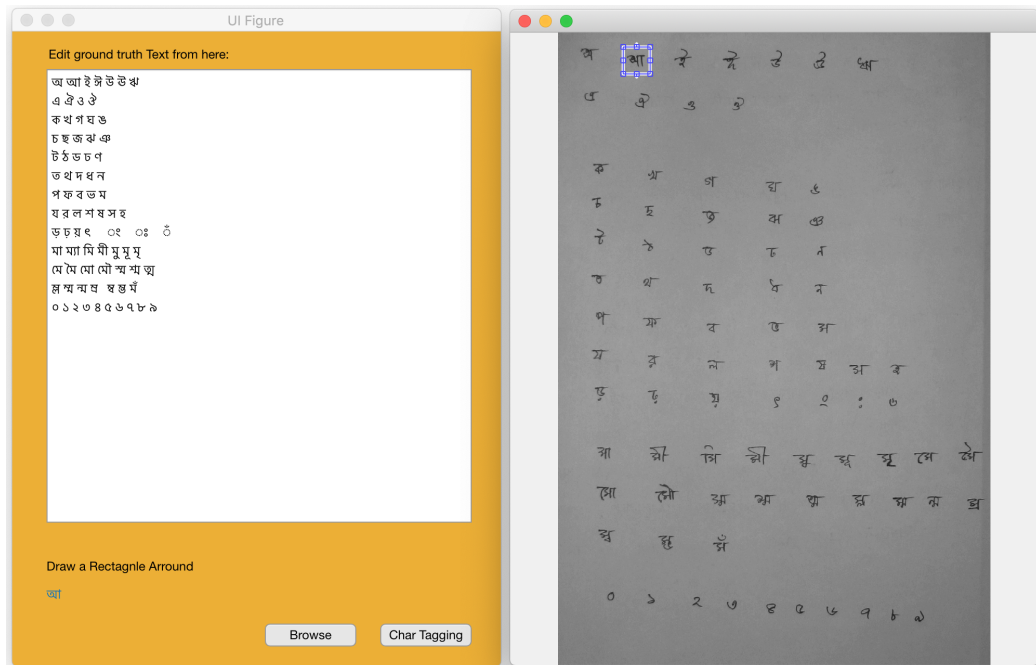 UI Figure
Edit ground truth Text from here:
অ আ ই ঈ উ ঊ ঋ
এ ঐ ও ঔ
ক খ গ ঘ ঙ
চ ছ জ ঝ ঞ
ট ঠ ড ঢ ণ
ত থ দ ধ ন
প ফ ব ভ ম
য র ল শ ষ স হ
ড় ঢ় য় ৎ ং ঃ ঁ
মা ম্যা মি মী মু মূ মৃ
মে মৈ মো মৌ স্ম শ্ম ত্ম
ম্ল ম্ম ন্ম ম্র ম্ব ম্ভ মঁ
০ ১ ২ ৩ ৪ ৫ ৬ ৭ ৮ ৯
Draw a Rectagnle Arround
আ
Browse
Char Tagging
অ আ ই ঈ উ ঊ ঋ
এ ঐ ও ঔ
ক খ গ ঘ ঙ
চ ছ জ ঝ ঞ
ট ঠ ড ঢ ন
ত থ দ ধ ন
প ফ ব ভ ম
য র ল শ ষ স হ
ড় ঢ় য় ৎ ং ঃ ঁ
মা মি মী মু মূ মৃ মে মৈ
মো মৌ
মঁ
০ ১ ২ ৩ ৪ ৫ ৬ ৭ ৮ ৯